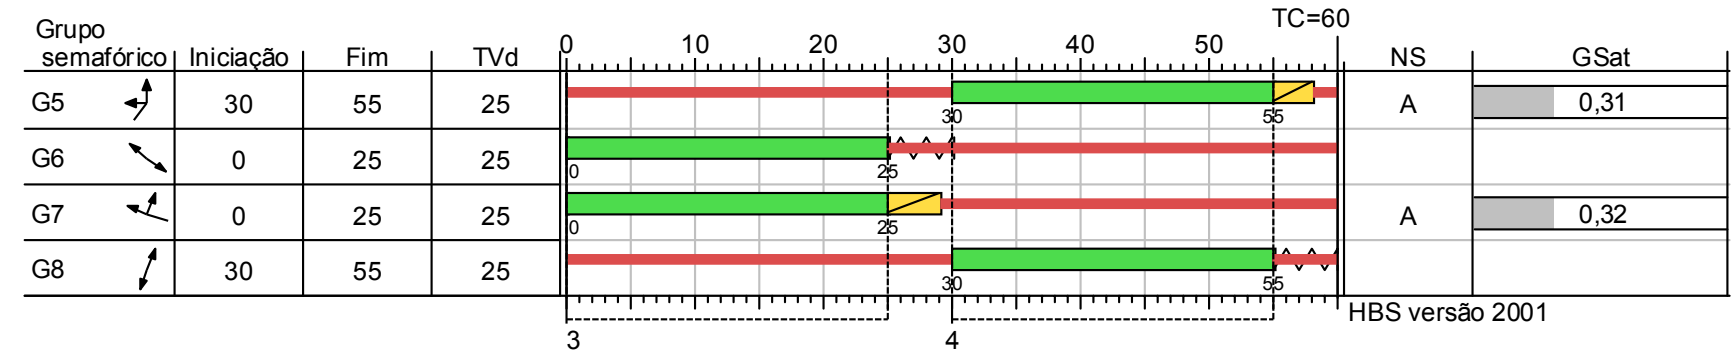 TC=60
Grupo
semafórico Iniciação Fim TVd 0 10 20 30 40 50 NS GSat
G5 30 55 25 30 55 A 0,31
G6 0 25 25 0 25
G7 0 25 25 0 25 A 0,32
G8 30 55 25 30 55
HBS versão 2001
3 4